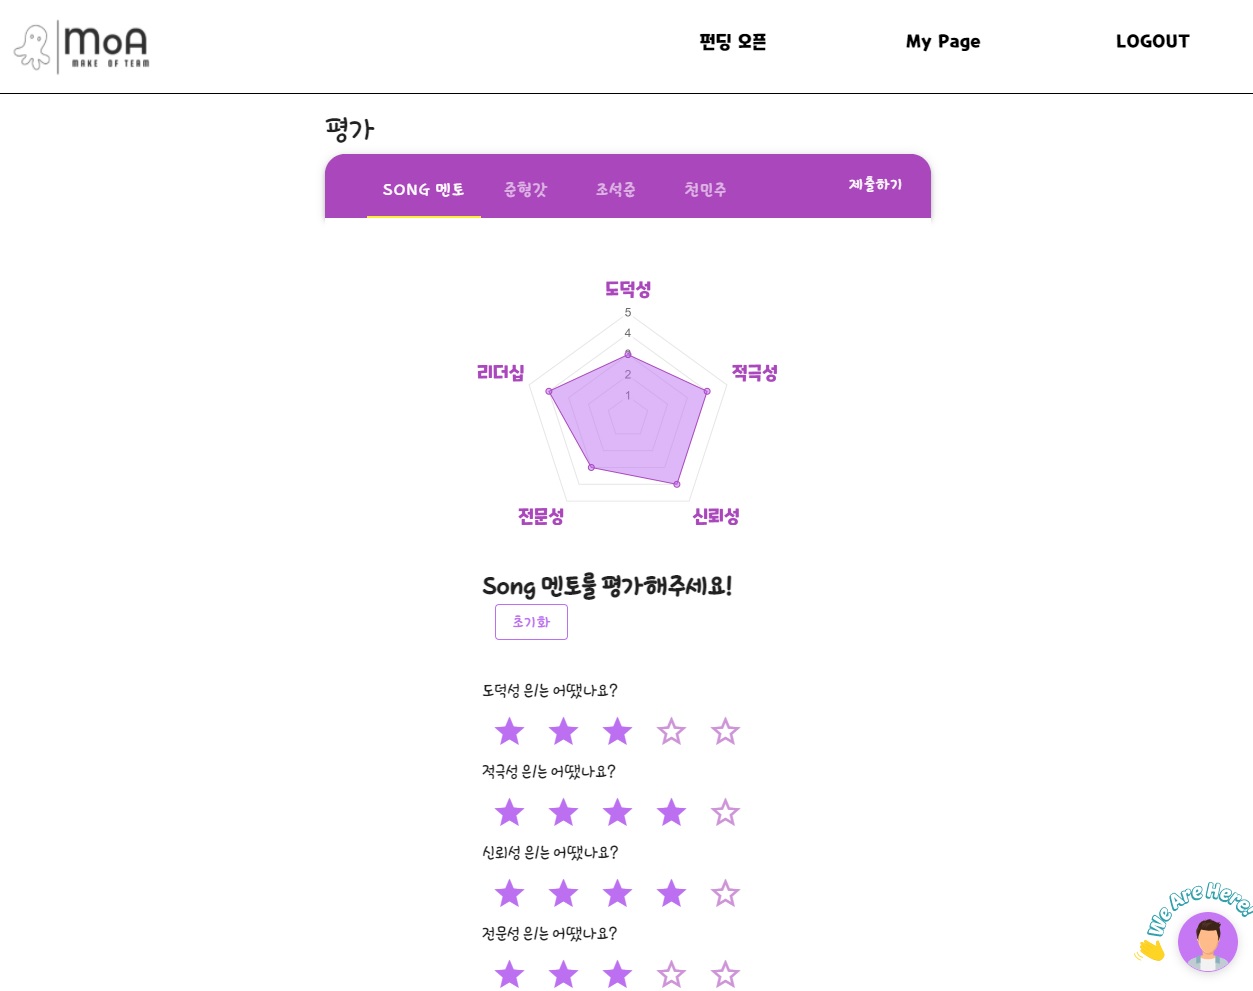 MoA
MAKE OF TEAM
펀딩 오픈
My Page
LOGOUT
평가
SONG 멘토
준형갓
조석준
천민주
제출하기
도덕성
5
4
2
1
리더십
적극성
전문성
신뢰성
Song 멘토를 평가해주세요!
초기화
도덕성 은/는 어땠나요?
적극성 은/는 어땠나요?
신뢰성 은/는 어땠나요?
전문성 은/는 어땠나요?
We Are Here!